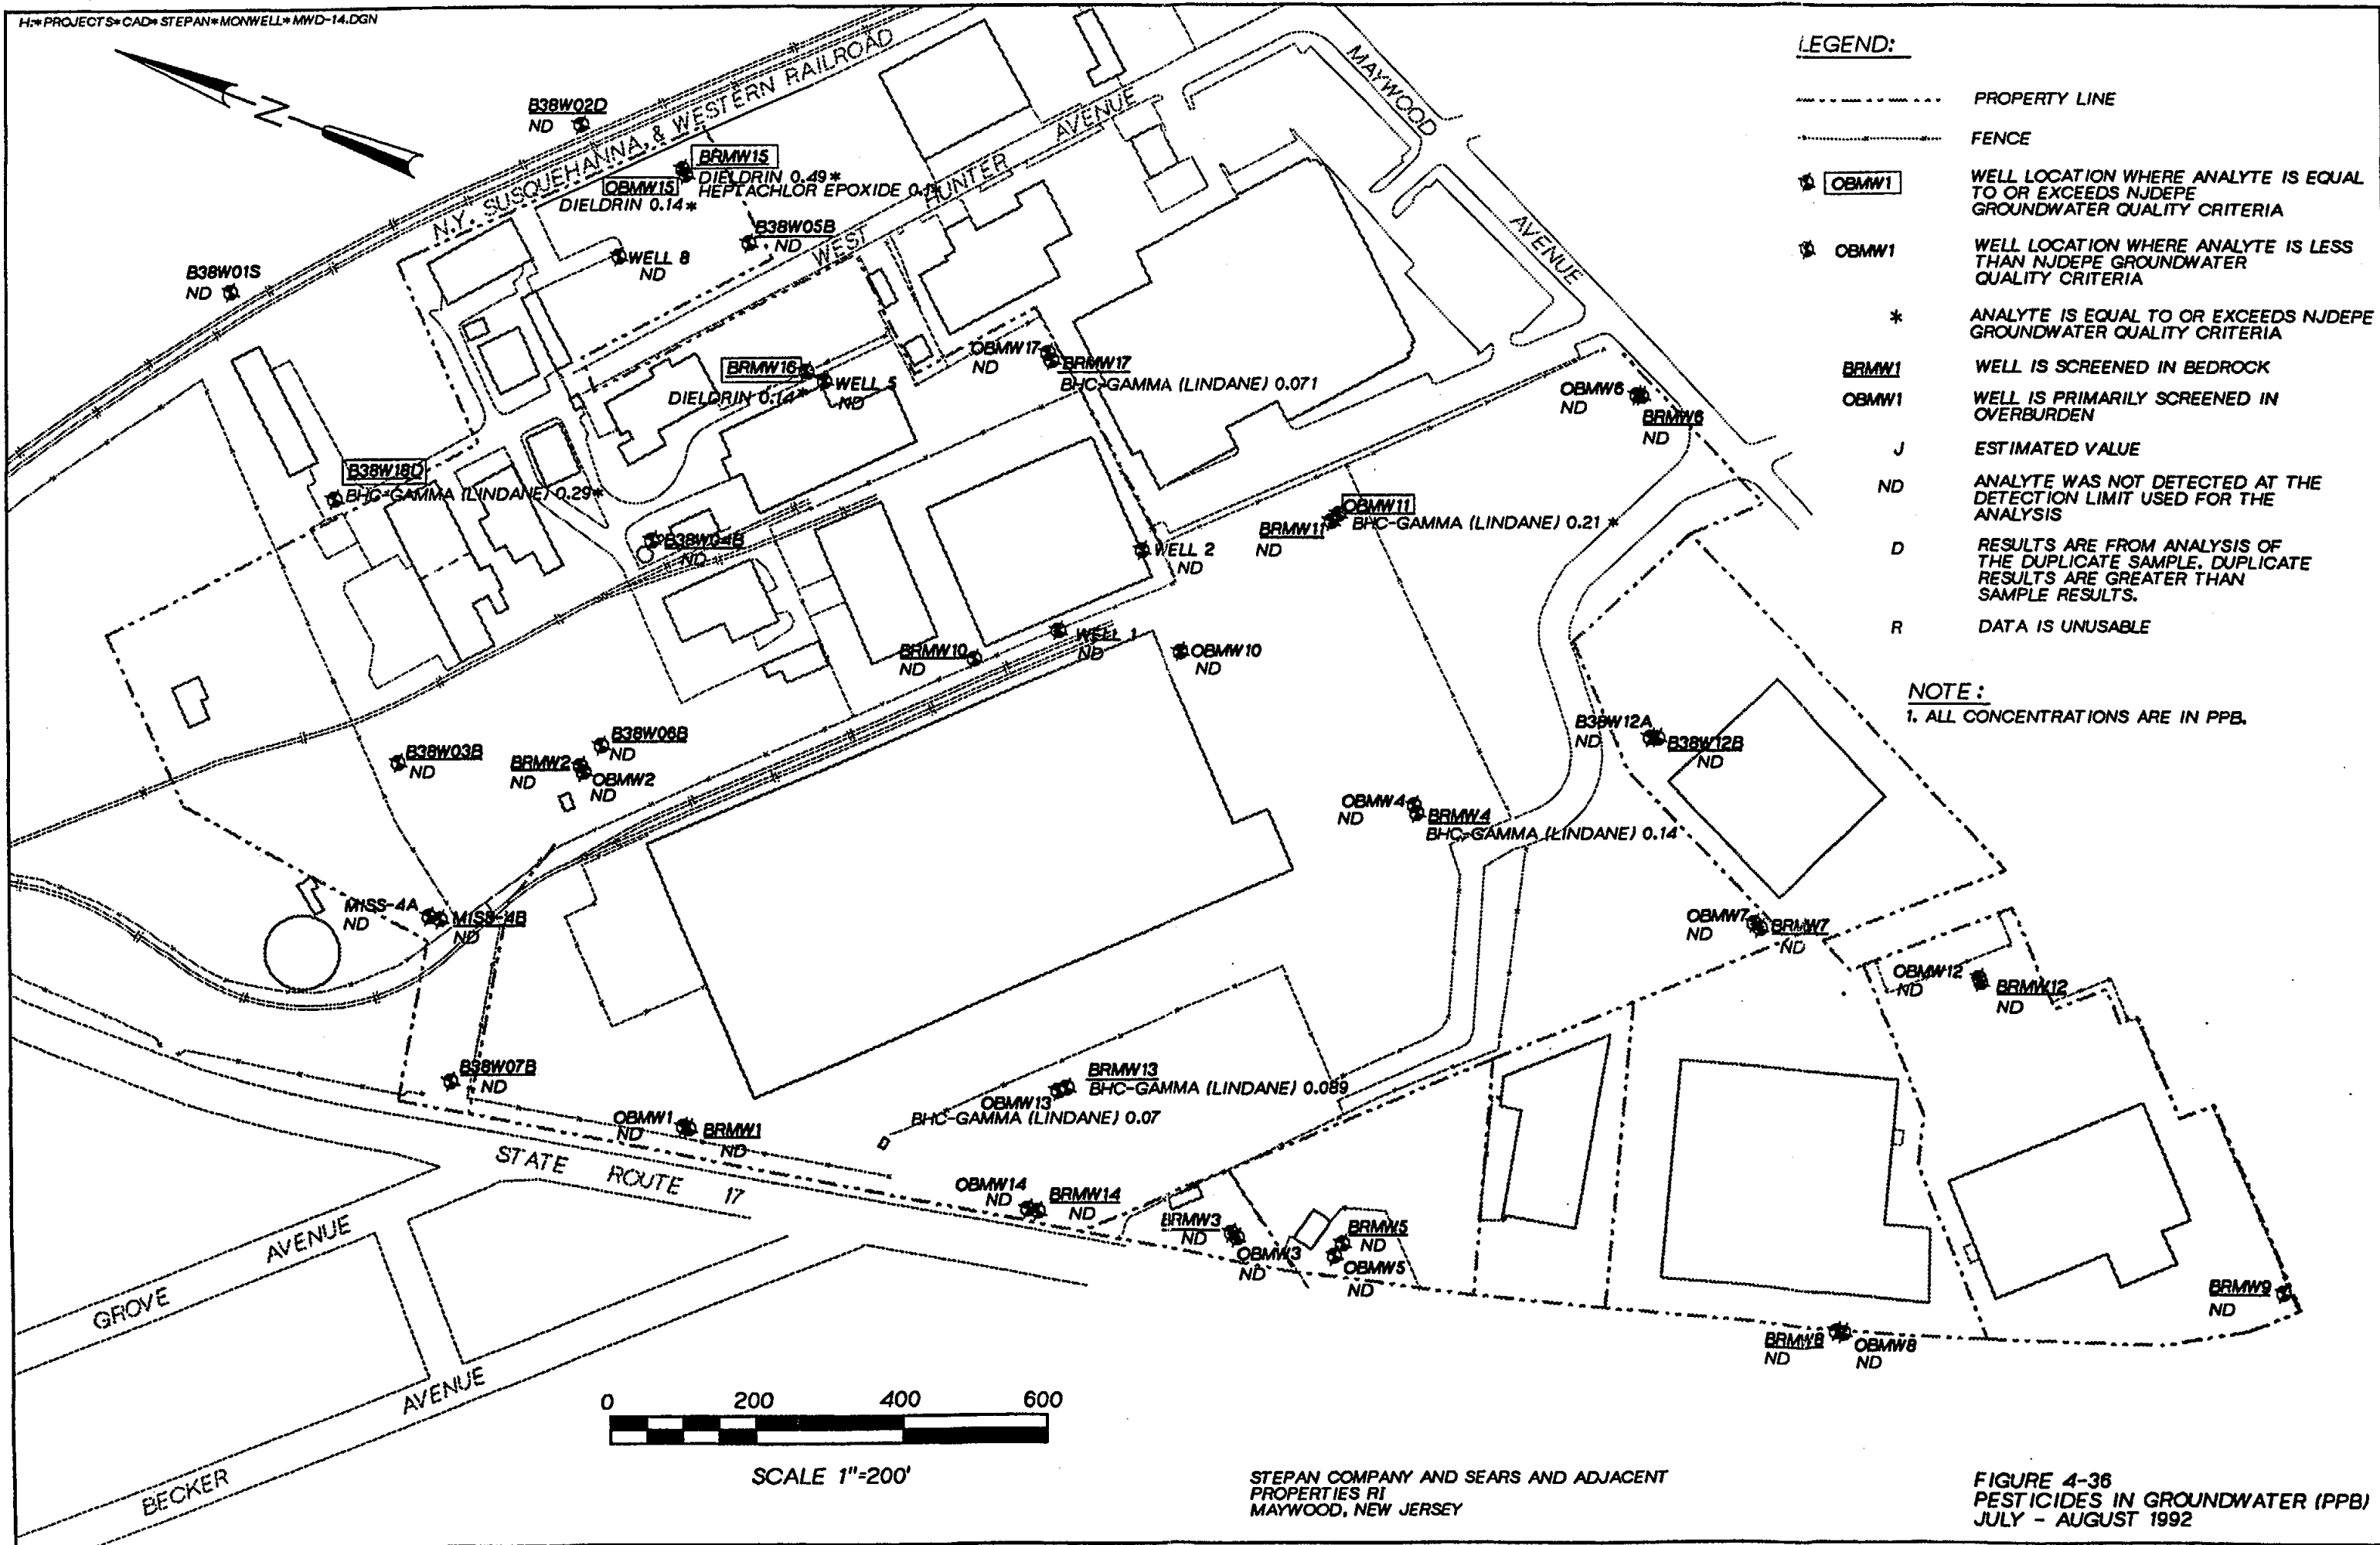 H:*PROJECTS*CAD*STEPAN*MONWELL*MWD-14.DGN
N
N.Y. SUSQUEHANNA, & WESTERN RAILROAD
WEST HUNTER AVENUE
MAYWOOD AVENUE
B38W02D
ND
BRMW15
DIELDRIN 0.49*
HEPTACHLOR EPOXIDE
OBMW15
DIELDRIN 0.14*
B38W05B
ND
WELL 8
ND
B38W01S
ND
BRMW16
DIELDRIN 0.14*
WELL 5
ND
OBMW17
ND
BRMW17
BHC-GAMMA (LINDANE) 0.071
OBMW6
ND
BRMW6
ND
B38W18D
BHC-GAMMA (LINDANE) 0.29*
B38W04B
ND
OBMW11
BHC-GAMMA (LINDANE) 0.21 *
BRMW11
ND
WELL 2
ND
WELL 1
ND
BRMW10
ND
OBMW10
ND
B38W12A
ND
B38W12B
ND
B38W06B
ND
B38W03B
ND
BRMW2
ND
OBMW2
ND
OBMW4
ND
BRMW4
BHC-GAMMA (LINDANE) 0.14
MISS-4A
ND
MISS-4B
ND
OBMW7
ND
BRMW7
ND
OBMW12
ND
BRMW12
ND
B38W07B
ND
BRMW13
BHC-GAMMA (LINDANE) 0.089
OBMW13
BHC-GAMMA (LINDANE) 0.07
OBMW1
ND
BRMW1
ND
STATE ROUTE 17
OBMW14
ND
BRMW14
ND
BRMW3
ND
OBMW3
ND
BRMW5
ND
OBMW5
ND
BRMW9
ND
BRMW8
ND
OBMW8
ND
GROVE AVENUE
BECKER AVENUE
0 200 400 600
SCALE 1"=200'
LEGEND:
PROPERTY LINE
FENCE
OBMW1
WELL LOCATION WHERE ANALYTE IS EQUAL
TO OR EXCEEDS NJDEPE
GROUNDWATER QUALITY CRITERIA
OBMW1
WELL LOCATION WHERE ANALYTE IS LESS
THAN NJDEPE GROUNDWATER
QUALITY CRITERIA
* ANALYTE IS EQUAL TO OR EXCEEDS NJDEPE
GROUNDWATER QUALITY CRITERIA
BRMW1 WELL IS SCREENED IN BEDROCK
OBMW1 WELL IS PRIMARILY SCREENED IN
OVERBURDEN
J ESTIMATED VALUE
ND ANALYTE WAS NOT DETECTED AT THE
DETECTION LIMIT USED FOR THE
ANALYSIS
D RESULTS ARE FROM ANALYSIS OF
THE DUPLICATE SAMPLE. DUPLICATE
RESULTS ARE GREATER THAN
SAMPLE RESULTS.
R DATA IS UNUSABLE
NOTE:
1. ALL CONCENTRATIONS ARE IN PPB.
STEPAN COMPANY AND SEARS AND ADJACENT
PROPERTIES RI
MAYWOOD, NEW JERSEY
FIGURE 4-36
PESTICIDES IN GROUNDWATER (PPB)
JULY - AUGUST 1992